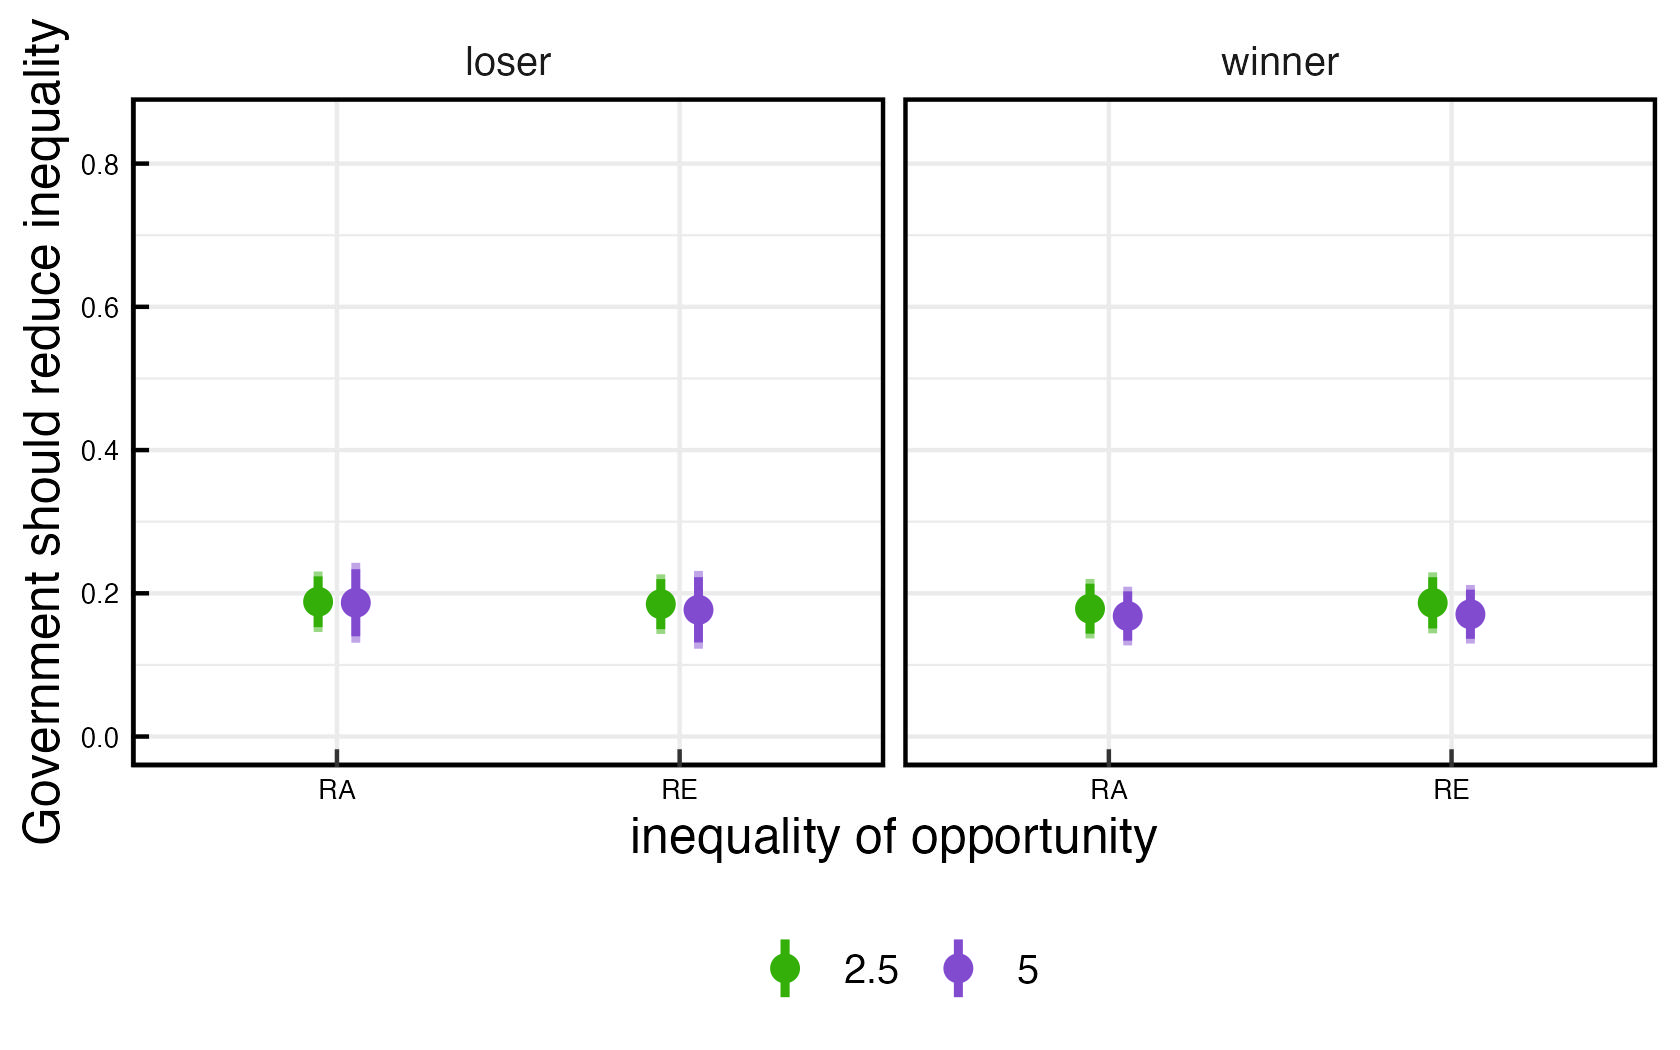 Government should reduce inequality
loser
winner
0.8
0.6
0.4
0.2
0.0
RA
RE
RA
RE
inequality of opportunity
2.5
5